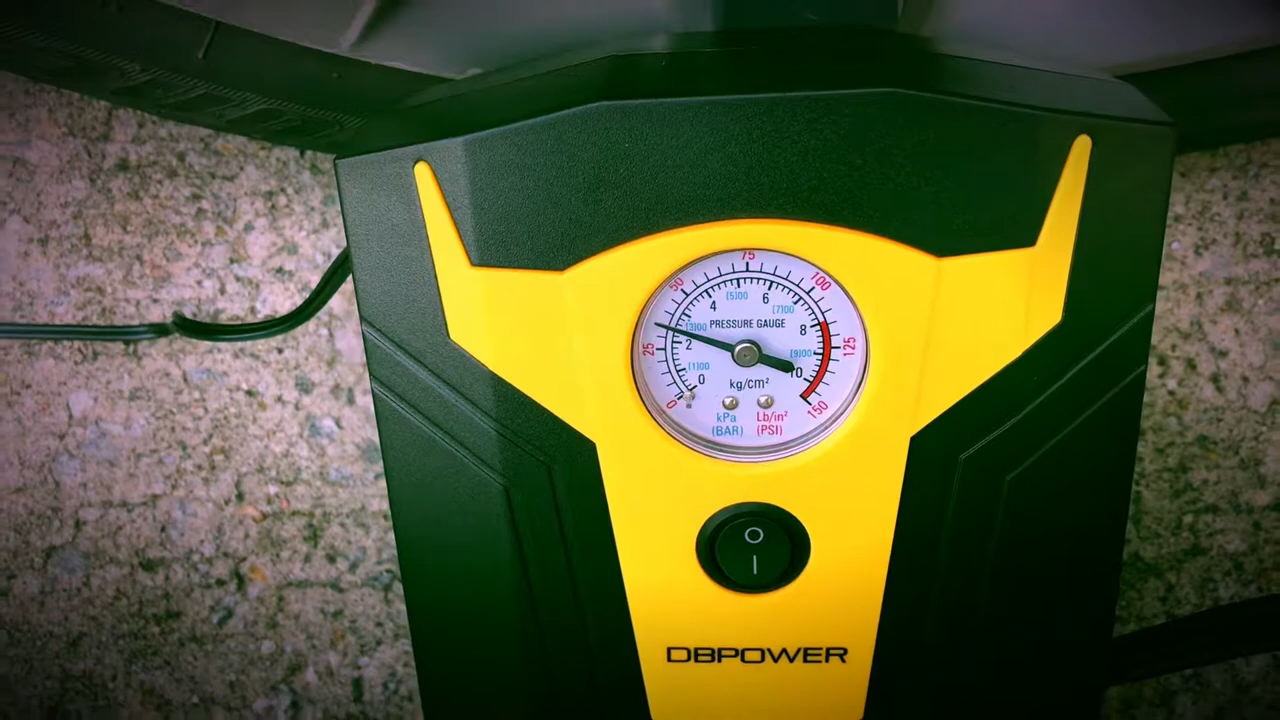 75
50 100
(5)00
4 6
(7)00
(3)00 PRESSURE GAUGE 8
25 2 125
(9)00
(1)00 10
0 kg/cm²
0 150
kPa Lb/in²
(BAR) (PSI)
O
I
DBPOWER